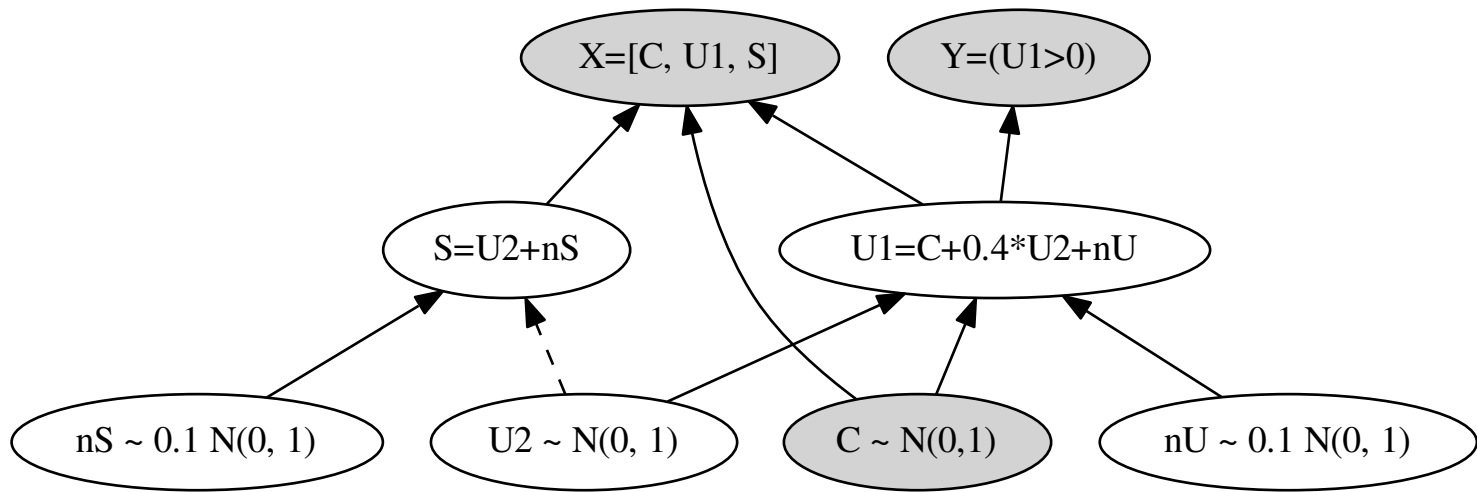 X=[C, U1, S]
Y=(U1>0)
S=U2+nS
U1=C+0.4*U2+nU
nS ~ 0.1 N(0, 1)
U2 ~ N(0, 1)
C ~ N(0,1)
nU ~ 0.1 N(0, 1)